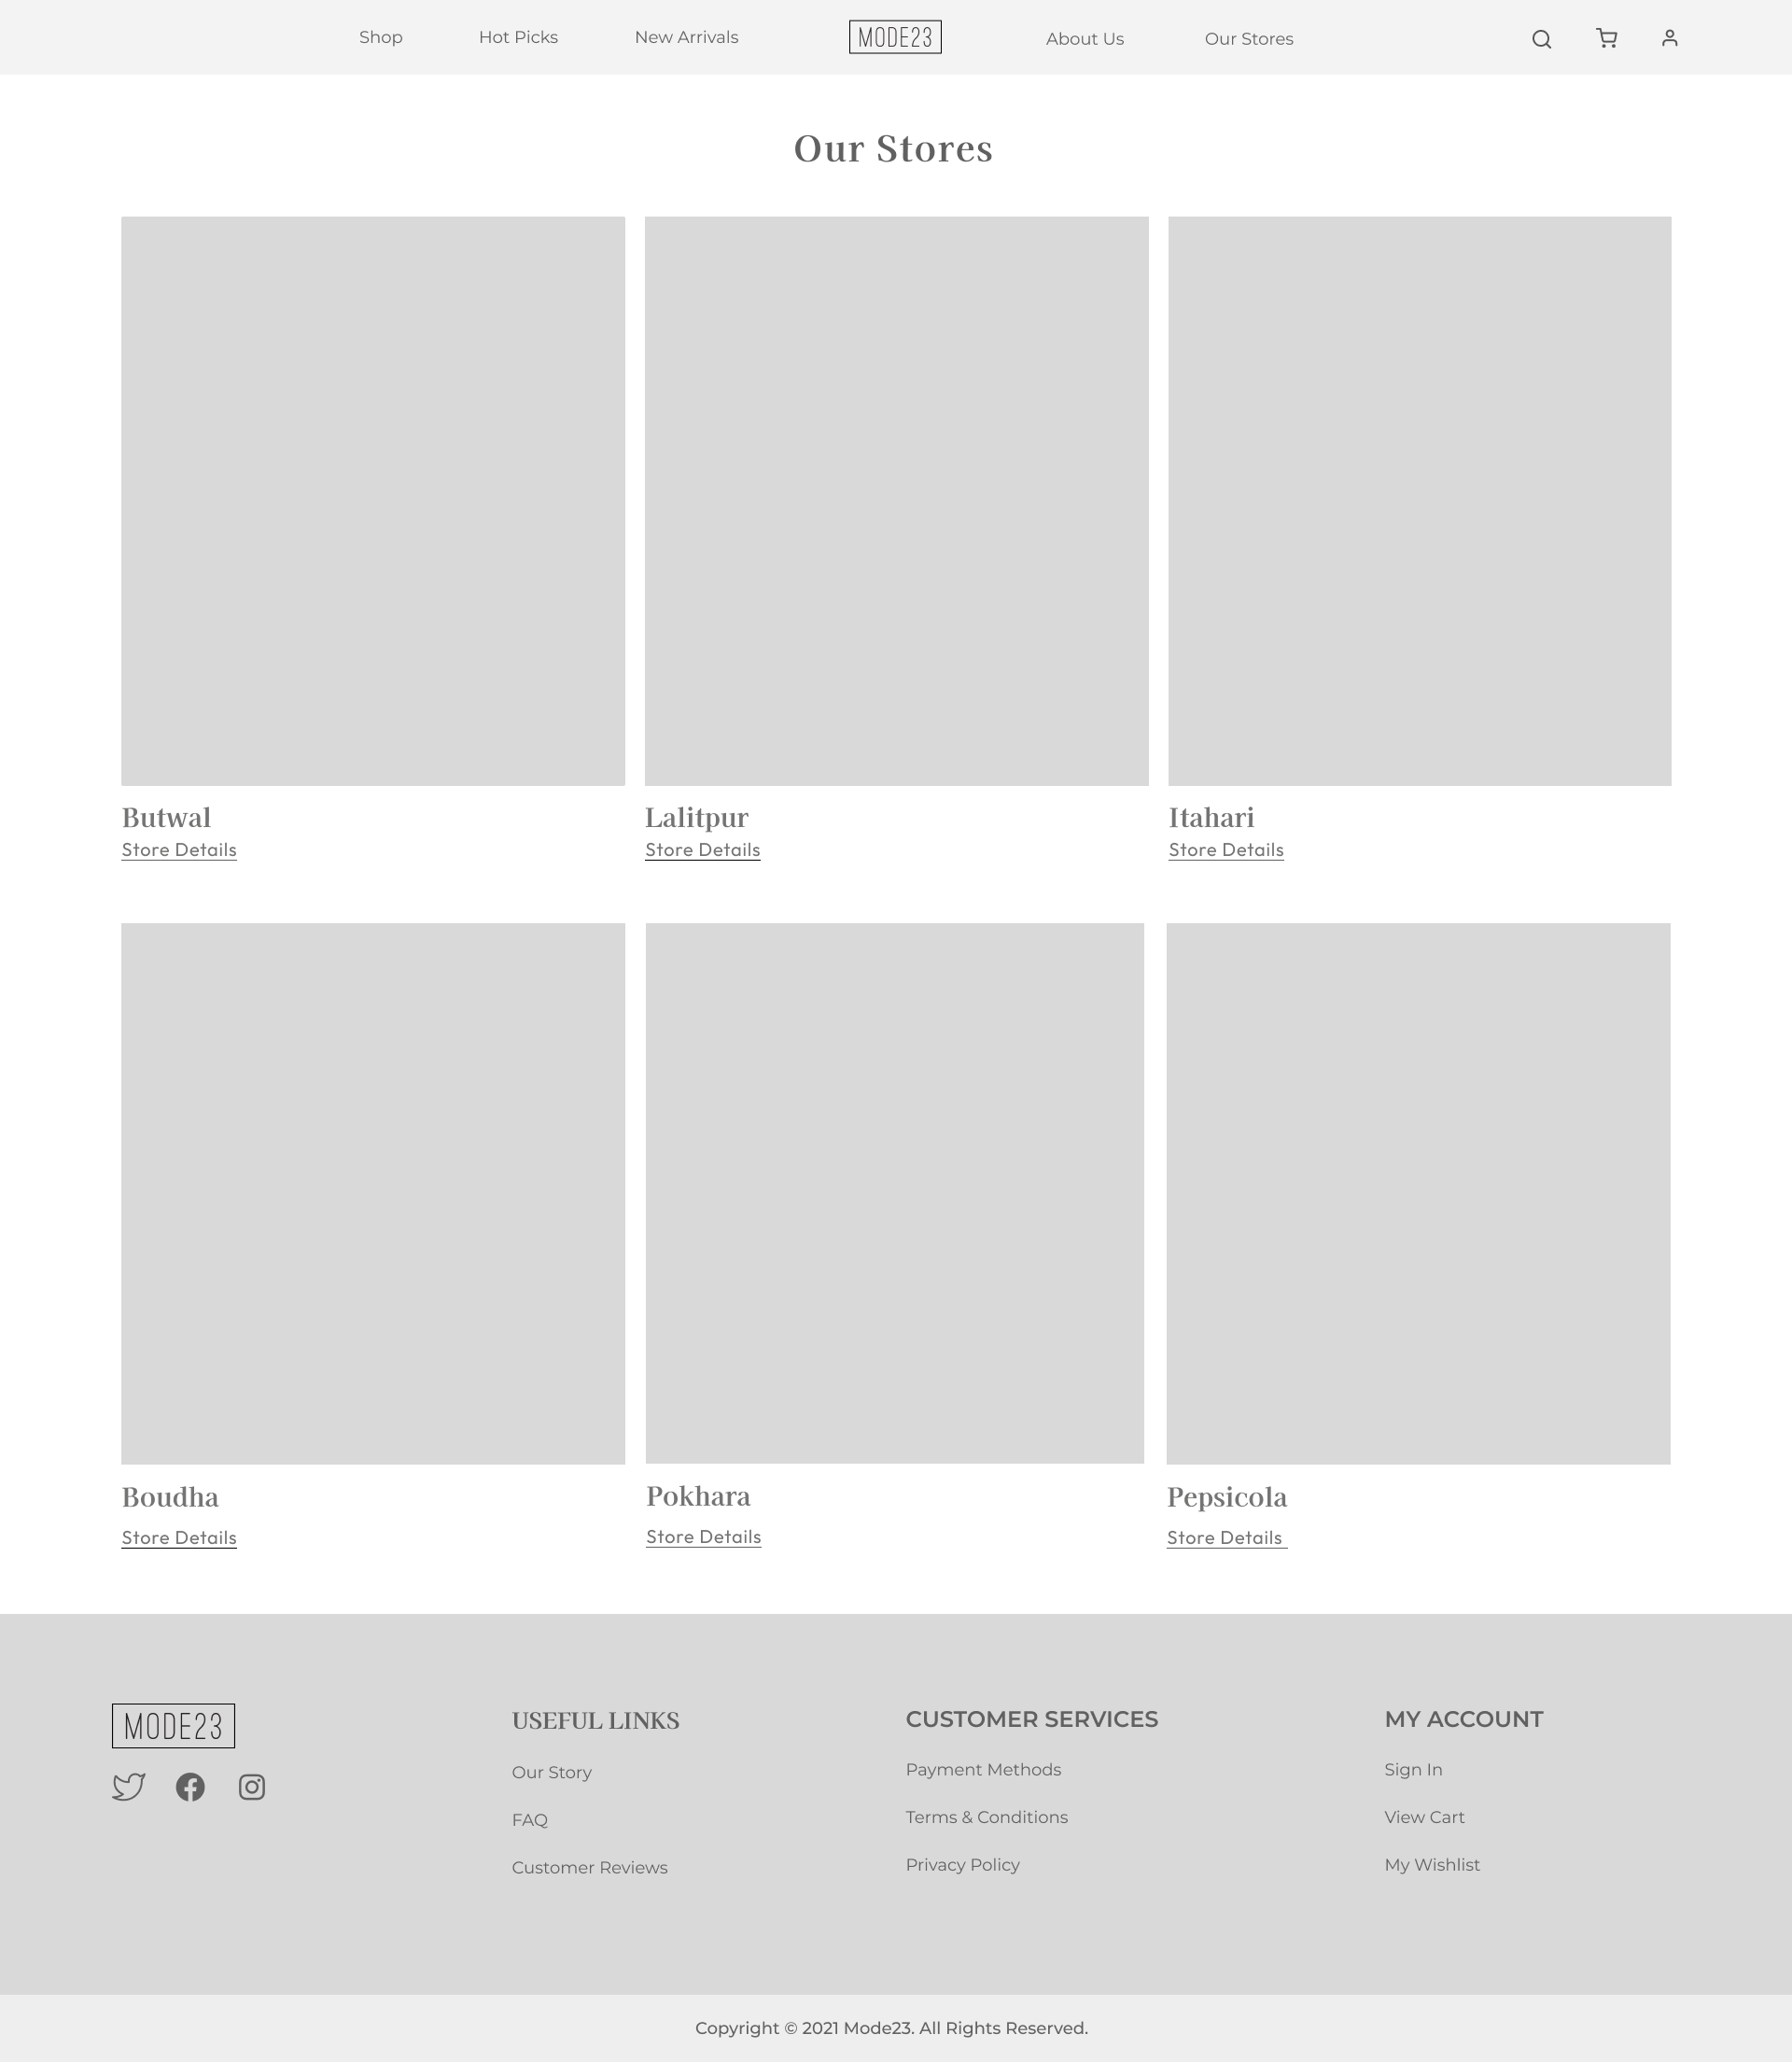 Shop
Hot Picks
New Arrivals
MODE23
About Us
Our Stores
Our Stores
Butwal
Store Details
Lalitpur
Store Details
Itahari
Store Details
Boudha
Store Details
Pokhara
Store Details
Pepsicola
Store Details
MODE23
USEFUL LINKS
Our Story
FAQ
Customer Reviews
CUSTOMER SERVICES
Payment Methods
Terms & Conditions
Privacy Policy
MY ACCOUNT
Sign In
View Cart
My Wishlist
Copyright © 2021 Mode23. All Rights Reserved.